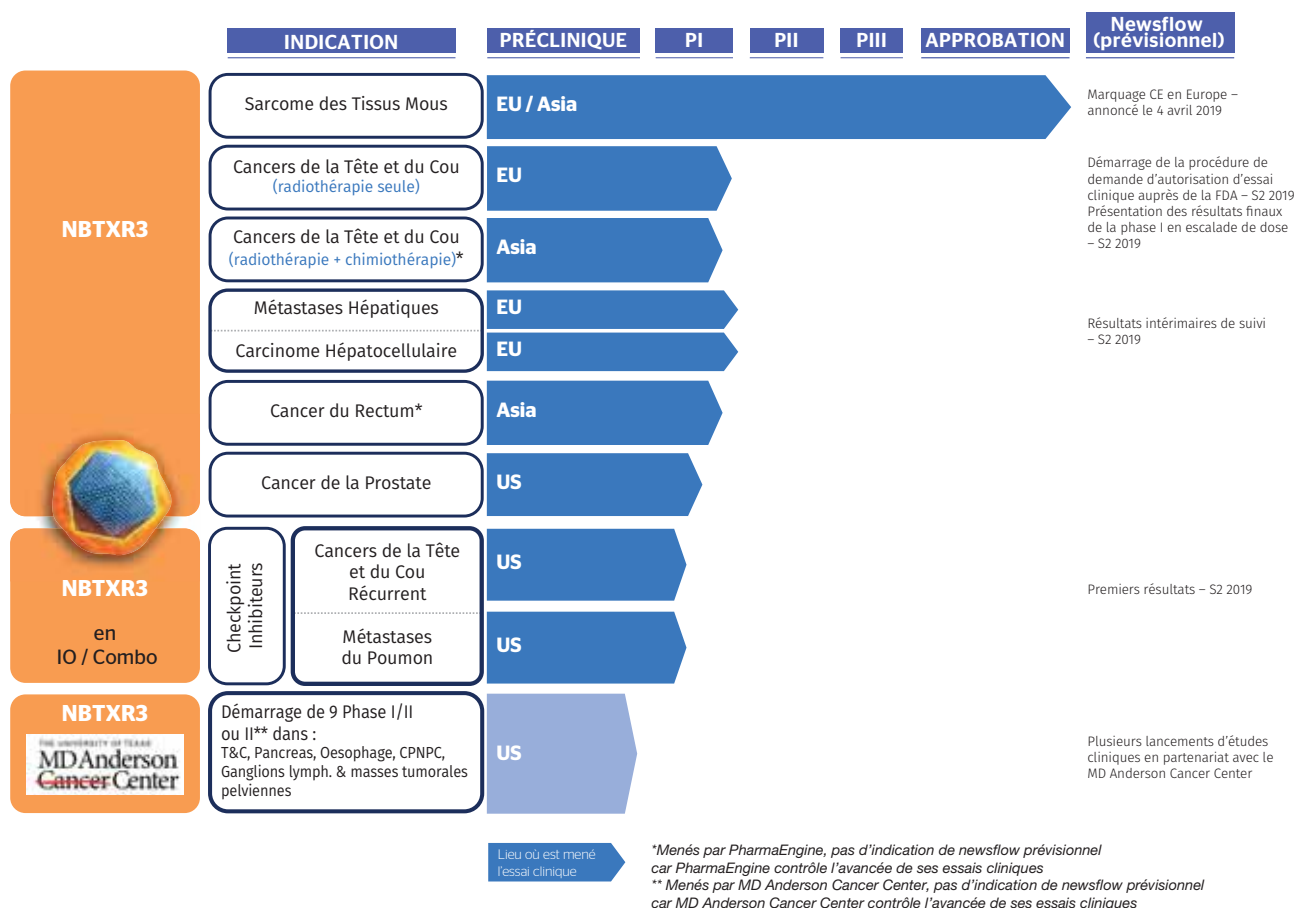 INDICATION
PRÉCLINIQUE
PI
PII
PIII
APPROBATION
Newsflow
(prévisionnel)
NBTXR3
Sarcome des Tissus Mous
EU / Asia
Marquage CE en Europe –
annoncé le 4 avril 2019
Cancers de la Tête et du Cou
(radiothérapie seule)
EU
Démarrage de la procédure de
demande d'autorisation d'essai
clinique auprès de la FDA – S2 2019
Présentation des résultats finaux
de la phase I en escalade de dose
– S2 2019
Cancers de la Tête et du Cou
(radiothérapie + chimiothérapie)*
Asia
Métastases Hépatiques
EU
Carcinome Hépatocellulaire
EU
Résultats intérimaires de suivi
– S2 2019
Cancer du Rectum*
Asia
Cancer de la Prostate
US
NBTXR3
en
IO / Combo
Checkpoint
Inhibiteurs
Cancers de la Tête
et du Cou
Récurrent
US
Métastases
du Poumon
US
Premiers résultats – S2 2019
NBTXR3
THE UNIVERSITY OF TEXAS
MD Anderson
Cancer Center
Démarrage de 9 Phase I/II
ou II** dans :
T&C, Pancreas, Oesophage, CPNPC,
Ganglions lymph. & masses tumorales
pelviennes
US
Plusieurs lancements d'études
cliniques en partenariat avec le
MD Anderson Cancer Center
Lieu où est mené
l'essai clinique
*Menés par PharmaEngine, pas d'indication de newsflow prévisionnel
car PharmaEngine contrôle l'avancée de ses essais cliniques
** Menés par MD Anderson Cancer Center, pas d'indication de newsflow prévisionnel
car MD Anderson Cancer Center contrôle l'avancée de ses essais cliniques